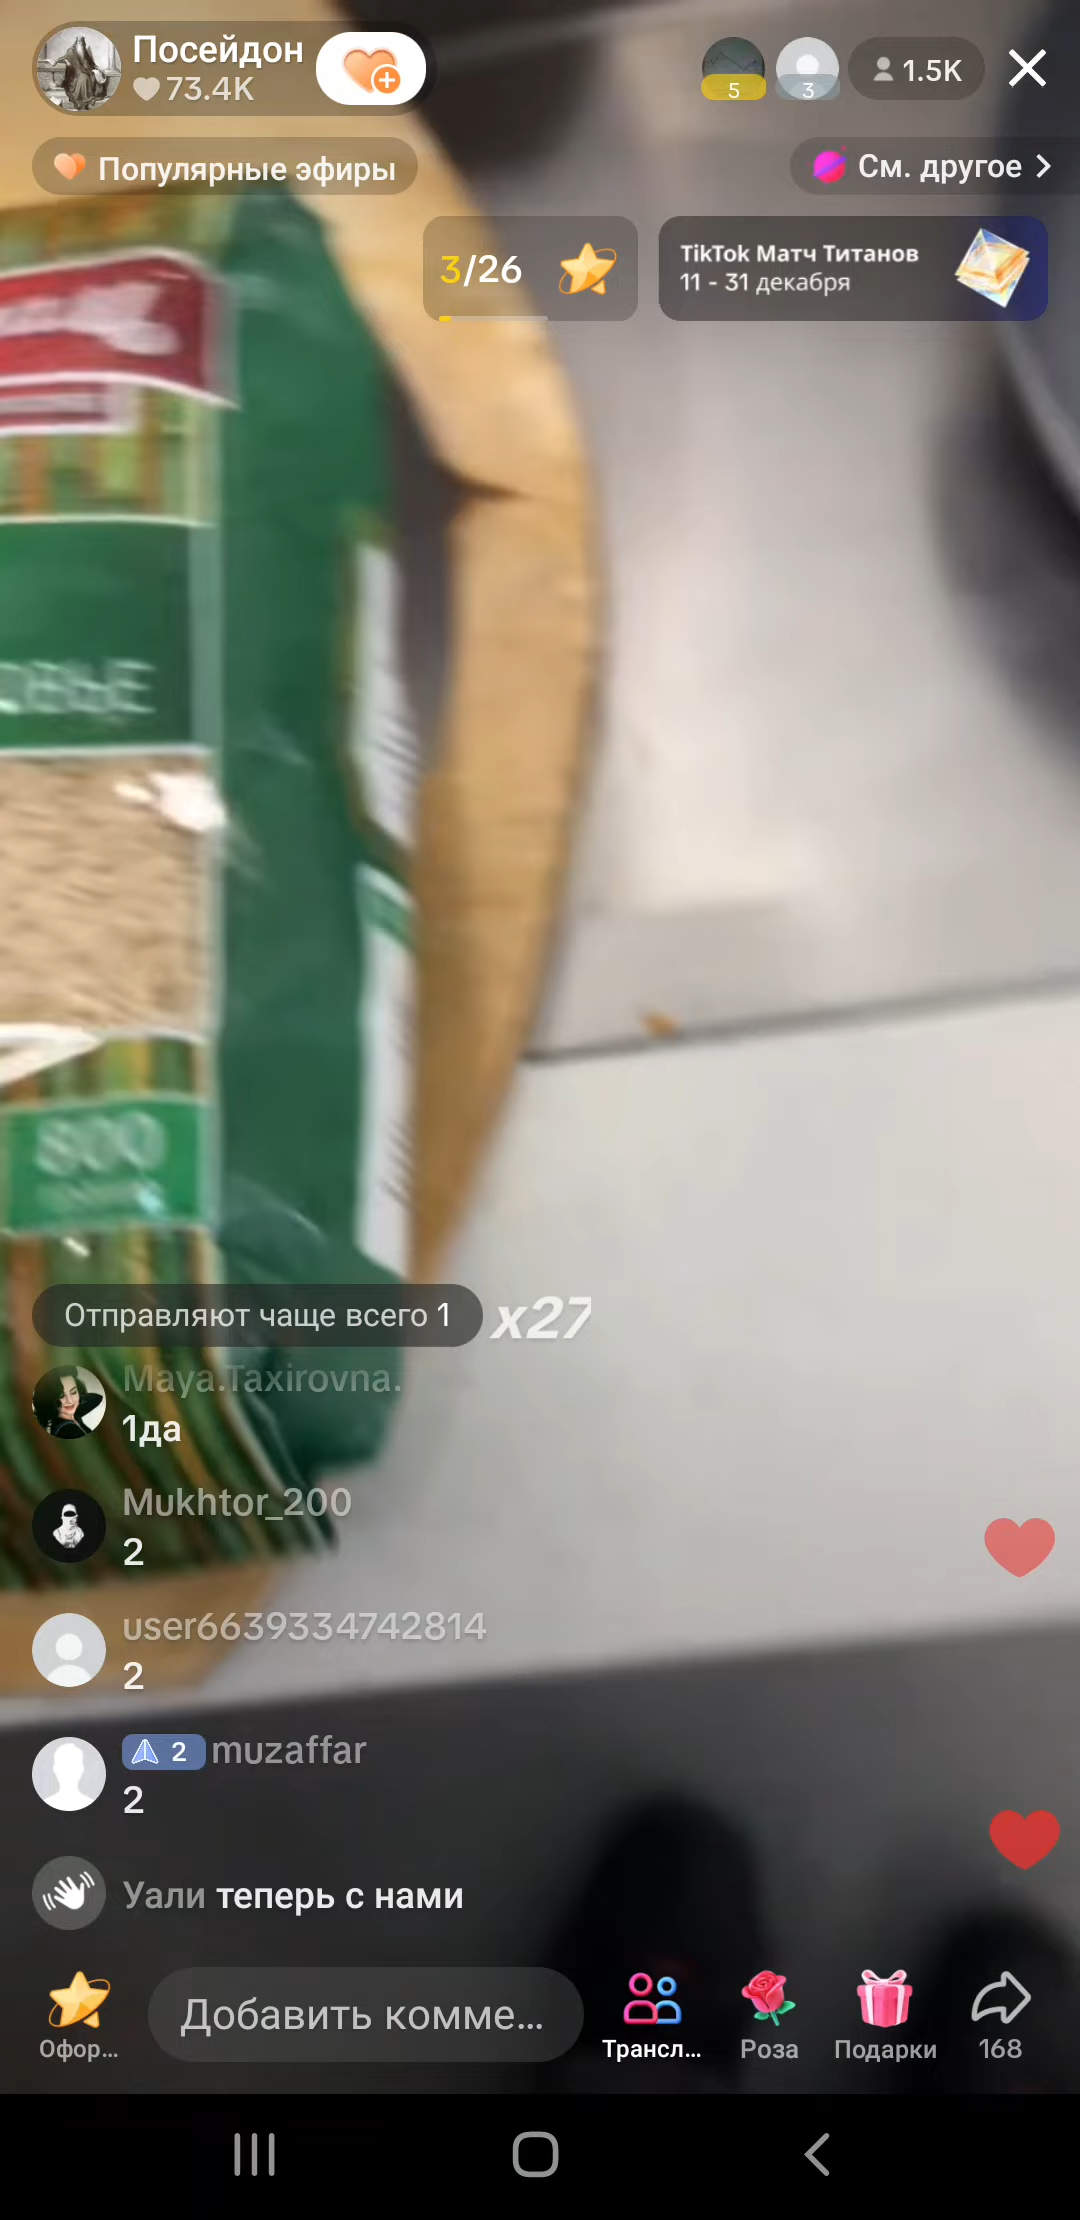 Посейдон
73.4K
5
3
1.5K
Популярные эфиры
См. другое
3/26
TikTok Матч Титанов
11 - 31 декабря
800
Отправляют чаще всего 1
x27
Maya.Taxirovna.
1да
Mukhtor_200
2
user6639334742814
2
2 muzaffar
2
Уали теперь с нами
Офор...
Добавить комме...
Трансл...
Роза
Подарки
168